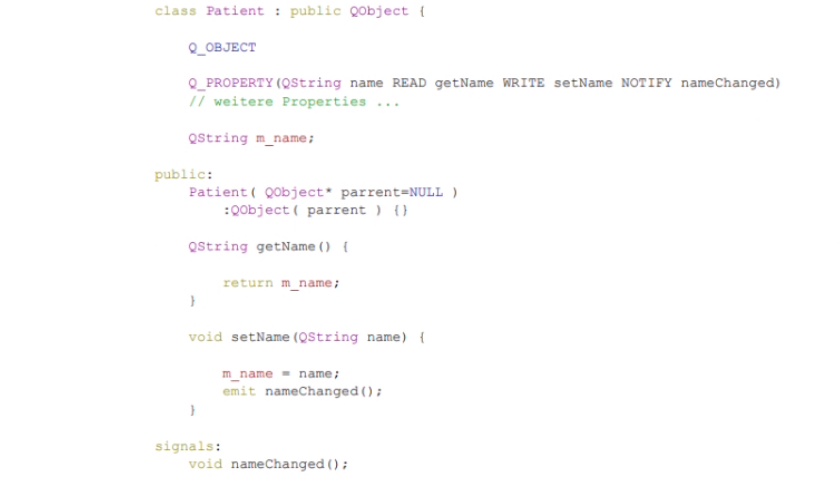 class Patient : public QObject {
Q_OBJECT
Q_PROPERTY(QString name READ getName WRITE setName NOTIFY nameChanged)
// weitere Properties ...
QString m_name;
public:
Patient( QObject* parrent=NULL )
:QObject( parrent ) {}
QString getName() {
return m_name;
}
void setName(QString name) {
m_name = name;
emit nameChanged();
}
signals:
void nameChanged();